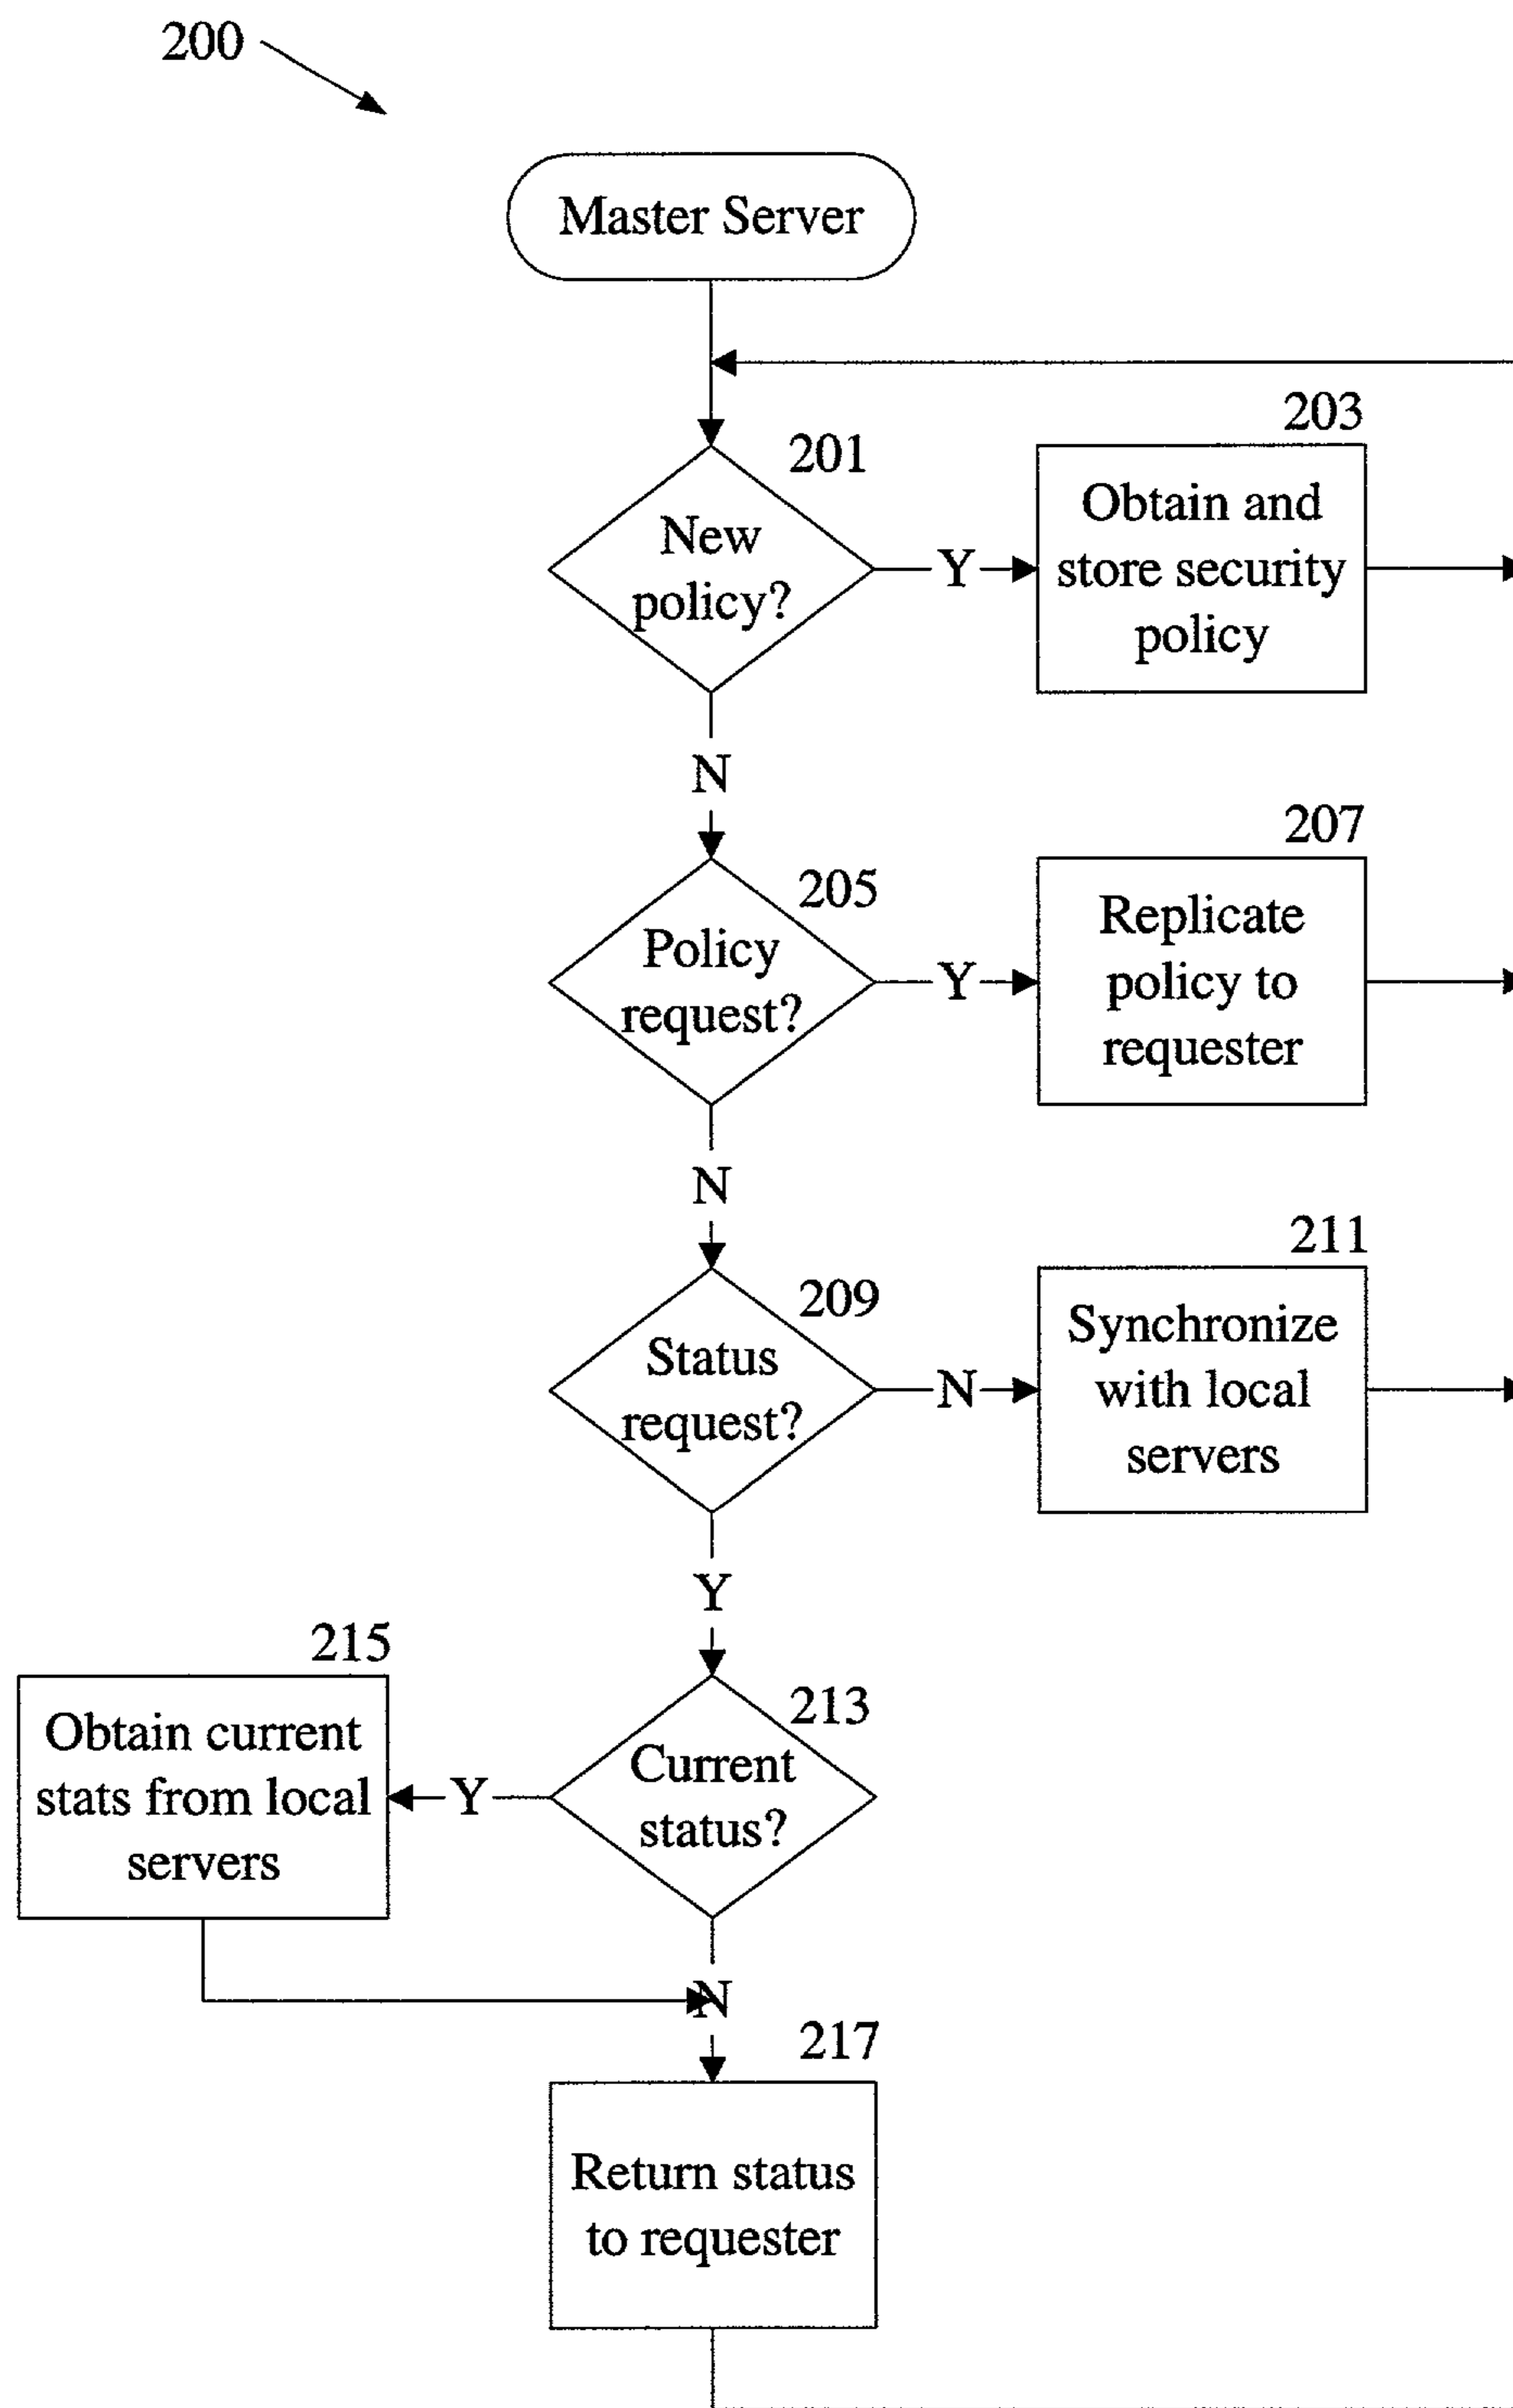 200
Master Server
201
New
policy?
Y
203
Obtain and
store security
policy
N
205
Policy
request?
Y
207
Replicate
policy to
requester
N
209
Status
request?
N
211
Synchronize
with local
servers
Y
213
Current
status?
Y
215
Obtain current
stats from local
servers
N
217
Return status
to requester